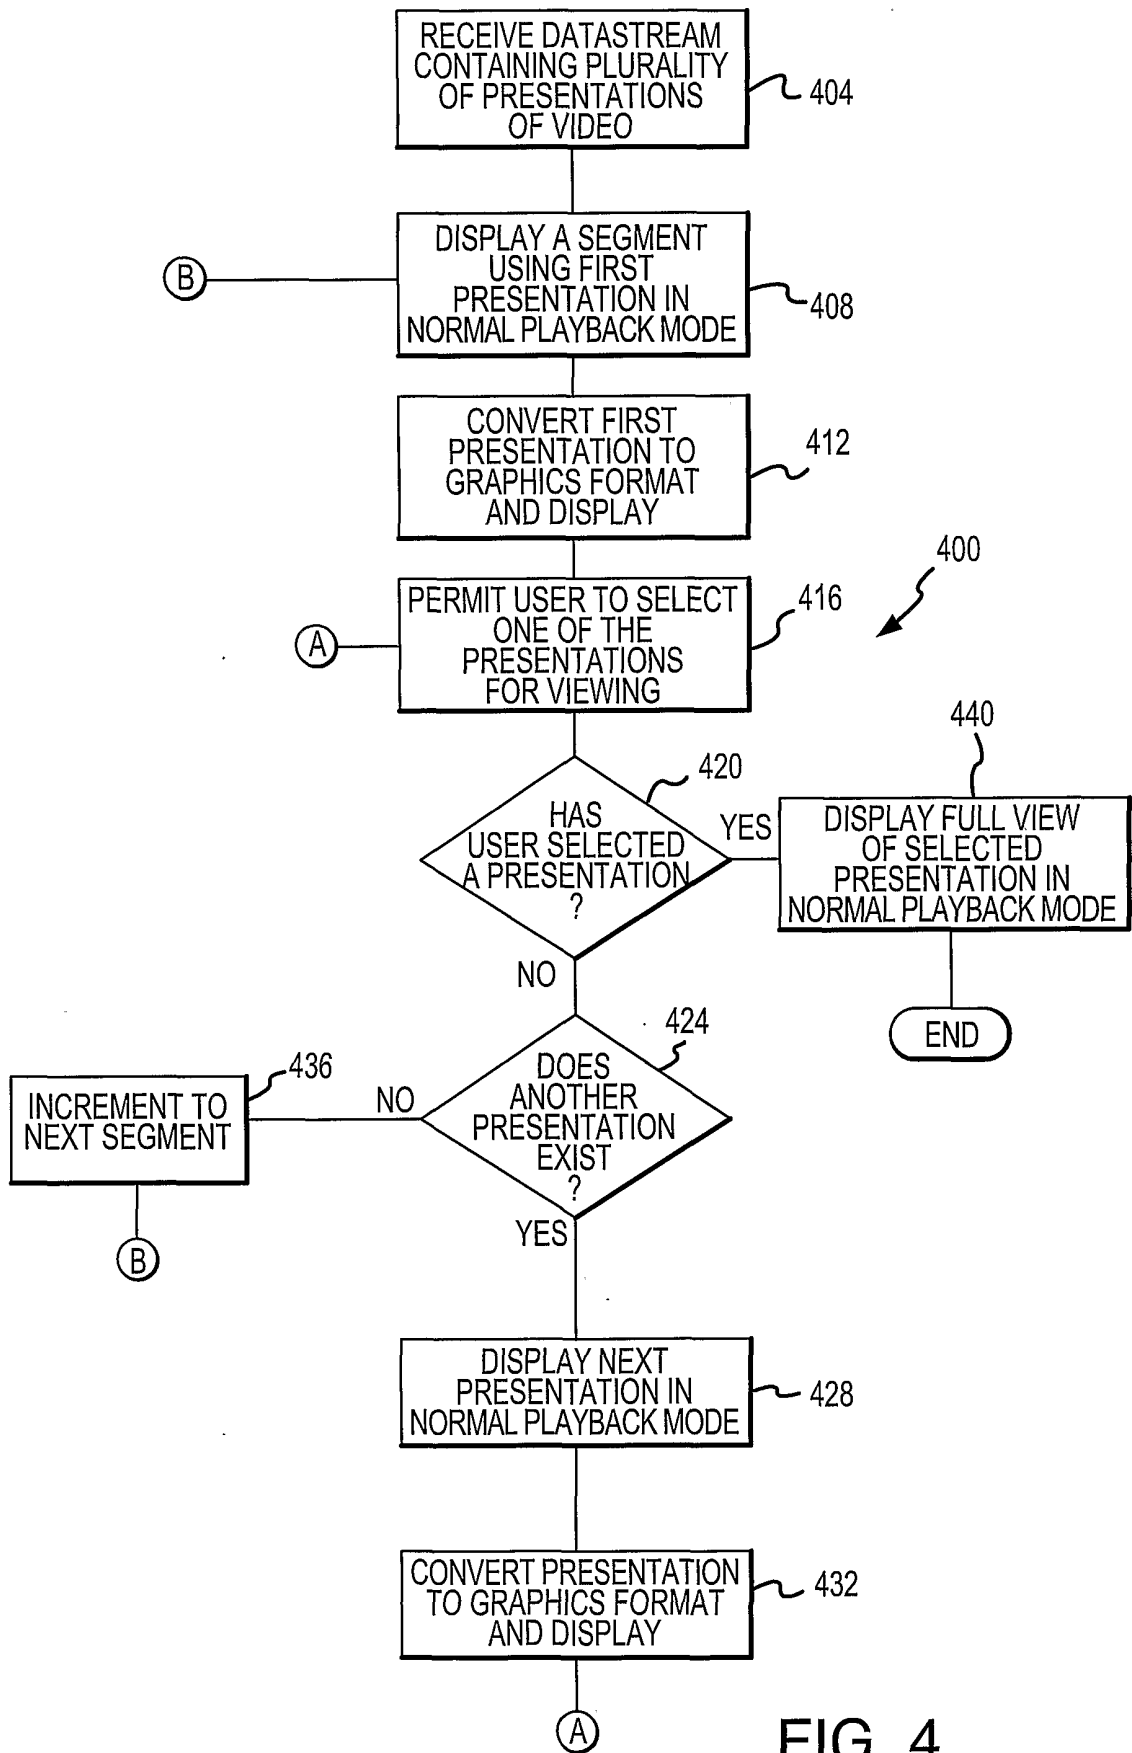 RECEIVE DATASTREAM
CONTAINING PLURALITY
OF PRESENTATIONS
OF VIDEO
404
DISPLAY A SEGMENT
USING FIRST
PRESENTATION IN
NORMAL PLAYBACK MODE
408
B
CONVERT FIRST
PRESENTATION TO
GRAPHICS FORMAT
AND DISPLAY
412
400
PERMIT USER TO SELECT
ONE OF THE
PRESENTATIONS
FOR VIEWING
416
A
HAS
USER SELECTED
A PRESENTATION
?
420
YES
440
DISPLAY FULL VIEW
OF SELECTED
PRESENTATION IN
NORMAL PLAYBACK MODE
END
NO
DOES
ANOTHER
PRESENTATION
EXIST
?
424
NO
436
INCREMENT TO
NEXT SEGMENT
B
YES
DISPLAY NEXT
PRESENTATION IN
NORMAL PLAYBACK MODE
428
CONVERT PRESENTATION
TO GRAPHICS FORMAT
AND DISPLAY
432
A
FIG. 4